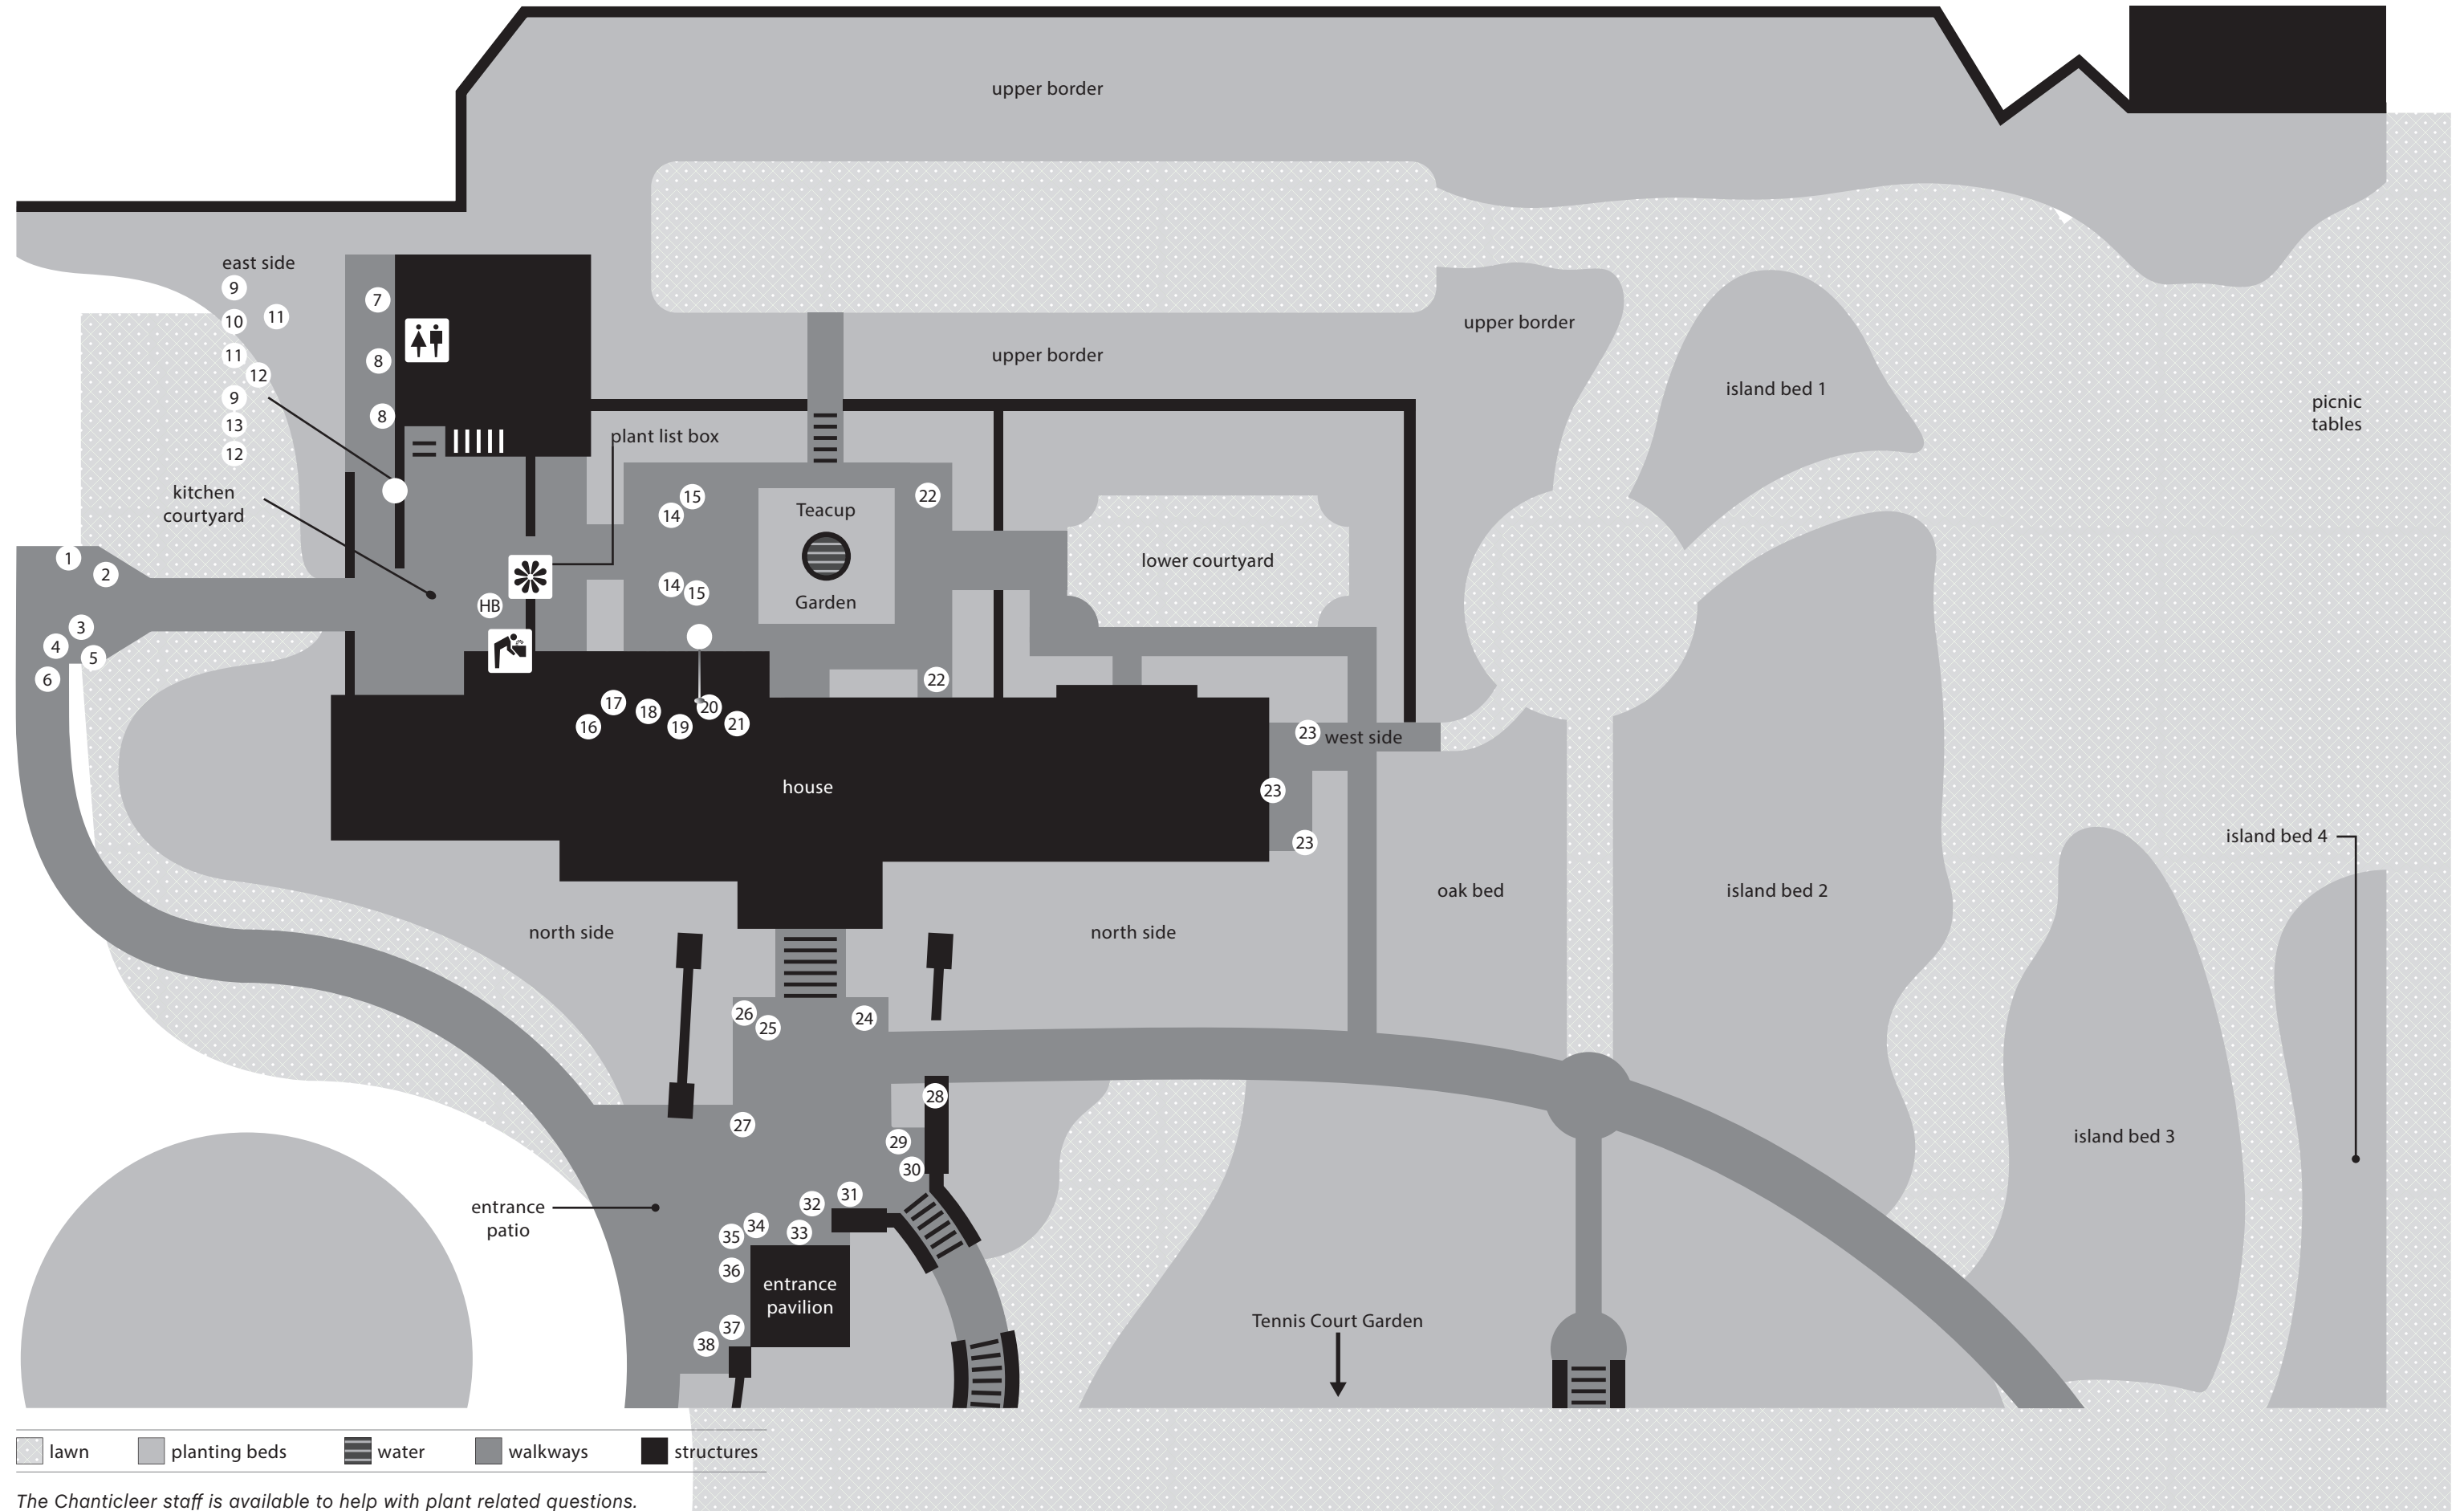 upper border
east side
9
7
10
11
upper border
11
8
upper border
12
island bed 1
9
picnic
tables
8
13
plant list box
12
kitchen
courtyard
15
22
14
Teacup
1
lower courtyard
2
14
15
HB
Garden
3
4
5
6
22
17
18
20
16
19
21
23
west side
house
23
23
island bed 4
oak bed
island bed 2
north side
north side
26
25
24
28
27
29
island bed 3
30
31
32
entrance
patio
34
35
33
36
entrance
pavilion
37
Tennis Court Garden
38
lawn
planting beds
water
walkways
structures
The Chanticleer staff is available to help with plant related questions.